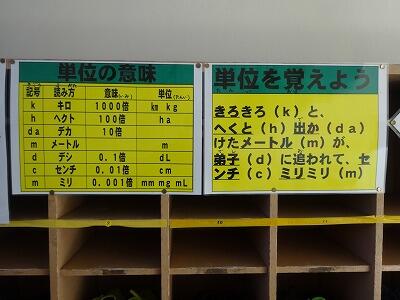 単位の意味
記号 読み方 意味(いみ) 単位(たんい)
k キロ 1000倍 km kg
h ヘクト 100倍 ha
da デカ 10倍
m メートル m
d デシ 0.1倍 dL
c センチ 0.01倍 cm
m ミリ 0.001倍 mm mg mL
単位を覚えよう
きろきろ(k)と、
へくと(h)出か(da)
けたメートル(m)が、
弟子(d)に追われて、セ
ンチ(c)ミリミリ(m)